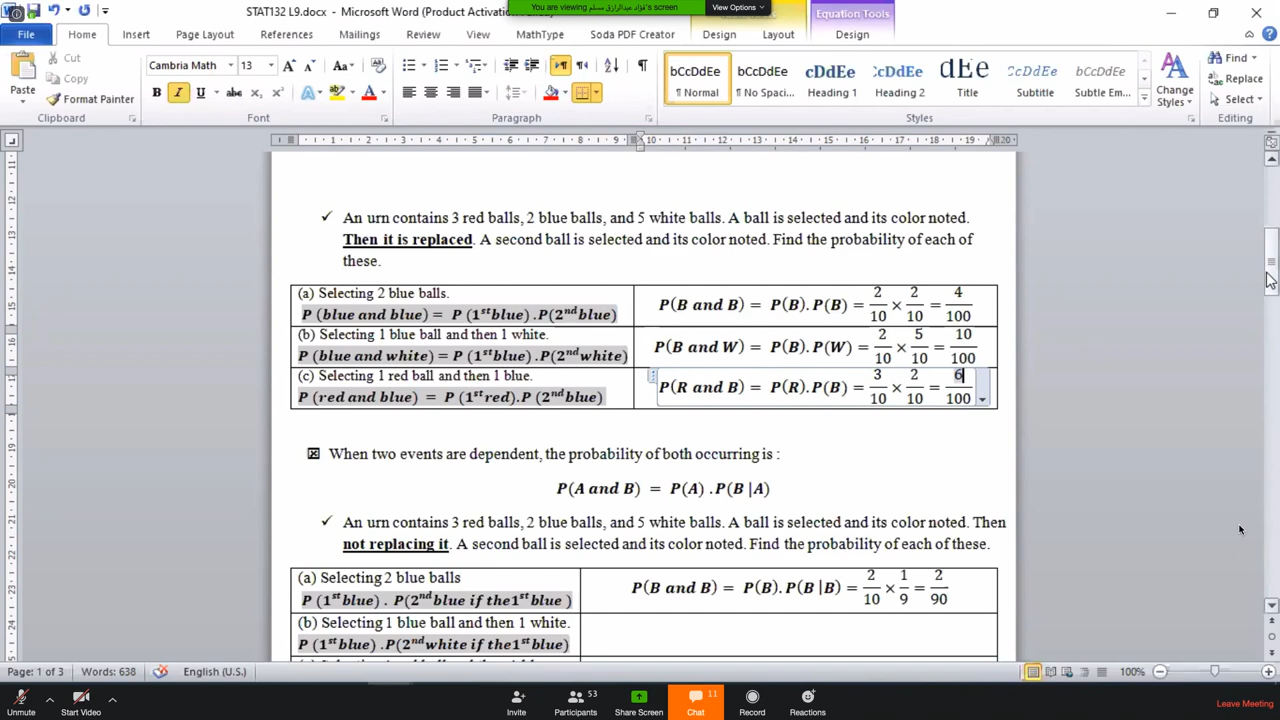 STAT132 L9.docx - Microsoft Word (Product Activation
You are viewing فؤاد عبدالرازق مسلم's screen
View Options
Equation Tools
File Home Insert Page Layout References Mailings Review View MathType Soda PDF Creator Design Layout Design
Cut
Copy
Format Painter
Paste
Clipboard
Cambria Math 13
Font
Paragraph
bCcDdEe bCcDdEe cDdEe bCcDdEe dEe CcDdEe bCcDdEe
¶ Normal ¶ No Spaci... Heading 1 Heading 2 Title Subtitle Subtle Em...
Change Styles
Styles
Find
Replace
Select
Editing
✓ An urn contains 3 red balls, 2 blue balls, and 5 white balls. A ball is selected and its color noted.
Then it is replaced. A second ball is selected and its color noted. Find the probability of each of
these.
(a) Selecting 2 blue balls.
P (blue and blue) = P (1st blue) .P(2nd blue)
P(B and B) = P(B). P(B) = 2/10 × 2/10 = 4/100
(b) Selecting 1 blue ball and then 1 white.
P (blue and white) = P (1st blue) .P(2nd white)
P(B and W) = P(B). P(W) = 2/10 × 5/10 = 10/100
(c) Selecting 1 red ball and then 1 blue.
P (red and blue) = P (1st red).P (2nd blue)
P(R and B) = P(R). P(B) = 3/10 × 2/10 = 6/100
When two events are dependent, the probability of both occurring is :
P(A and B) = P(A) .P(B |A)
✓ An urn contains 3 red balls, 2 blue balls, and 5 white balls. A ball is selected and its color noted. Then
not replacing it. A second ball is selected and its color noted. Find the probability of each of these.
(a) Selecting 2 blue balls
P (1st blue) . P(2nd blue if the1st blue )
P(B and B) = P(B). P(B |B) = 2/10 × 1/9 = 2/90
(b) Selecting 1 blue ball and then 1 white.
P (1st blue) .P(2nd white if the1st blue)
Page: 1 of 3 Words: 638 English (U.S.) 100%
Unmute Start Video Invite Participants 53 Share Screen Chat 11 Record Reactions Leave Meeting